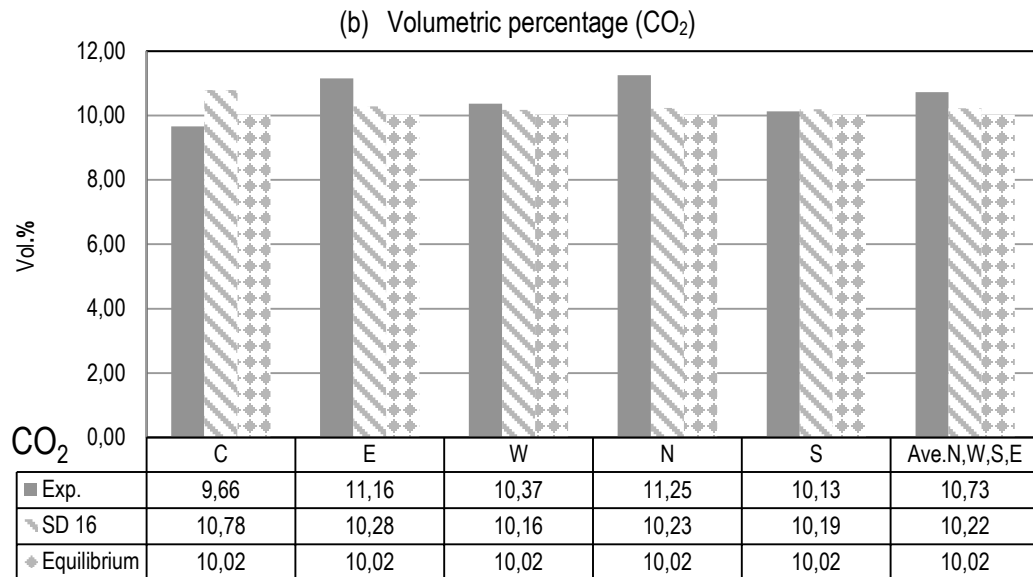 (b) Volumetric percentage (CO₂)
12,00
10,00
8,00
6,00
4,00
2,00
0,00
Vol.%
CO₂ C E W N S Ave.N,W,S,E
Exp. 9,66 11,16 10,37 11,25 10,13 10,73
SD 16 10,78 10,28 10,16 10,23 10,19 10,22
Equilibrium 10,02 10,02 10,02 10,02 10,02 10,02